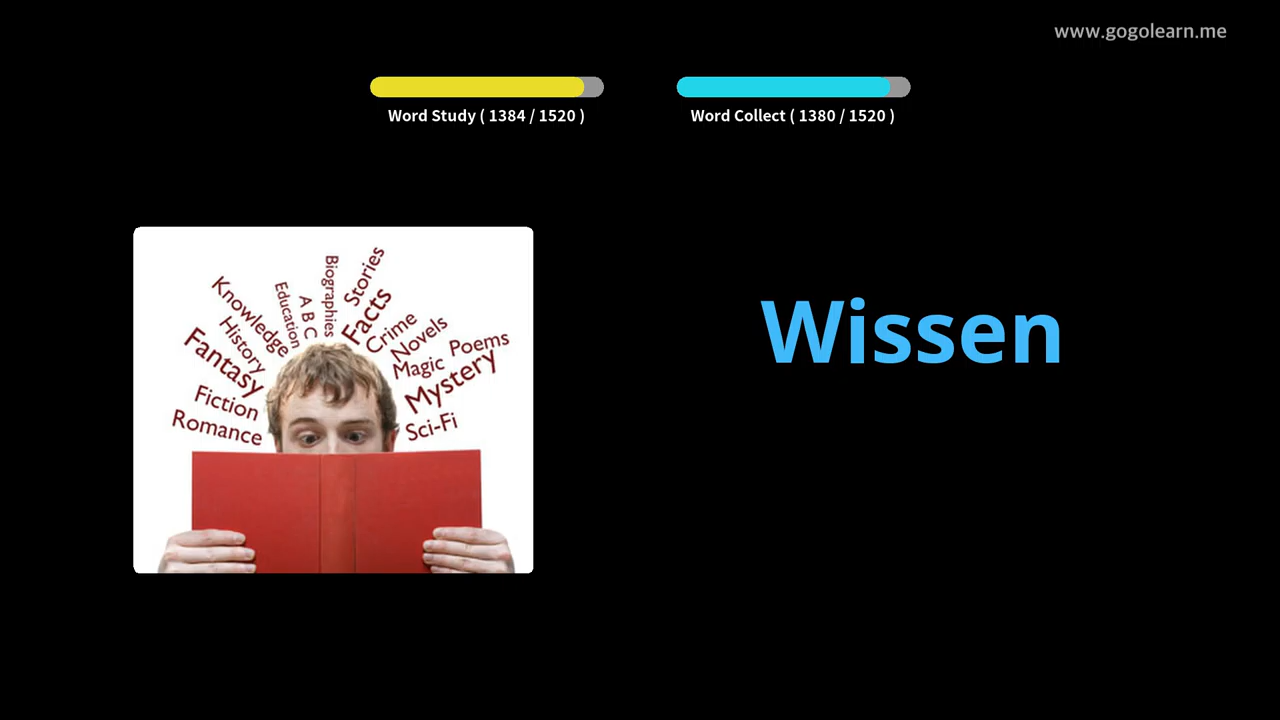 www.gogolearn.me
Word Study ( 1384 / 1520 )
Word Collect ( 1380 / 1520 )
Wissen
Biographies
Stories
Education
A B C
Facts
Knowledge
Crime
History
Novels
Poems
Fantasy
Magic
Mystery
Fiction
Romance
Sci-Fi